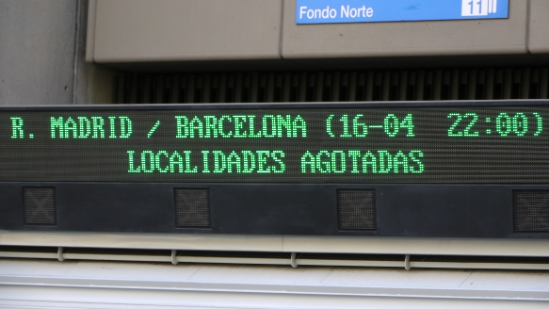 Fondo Norte 11
R. MADRID / BARCELONA (16-04 22:00)
LOCALIDADES AGOTADAS